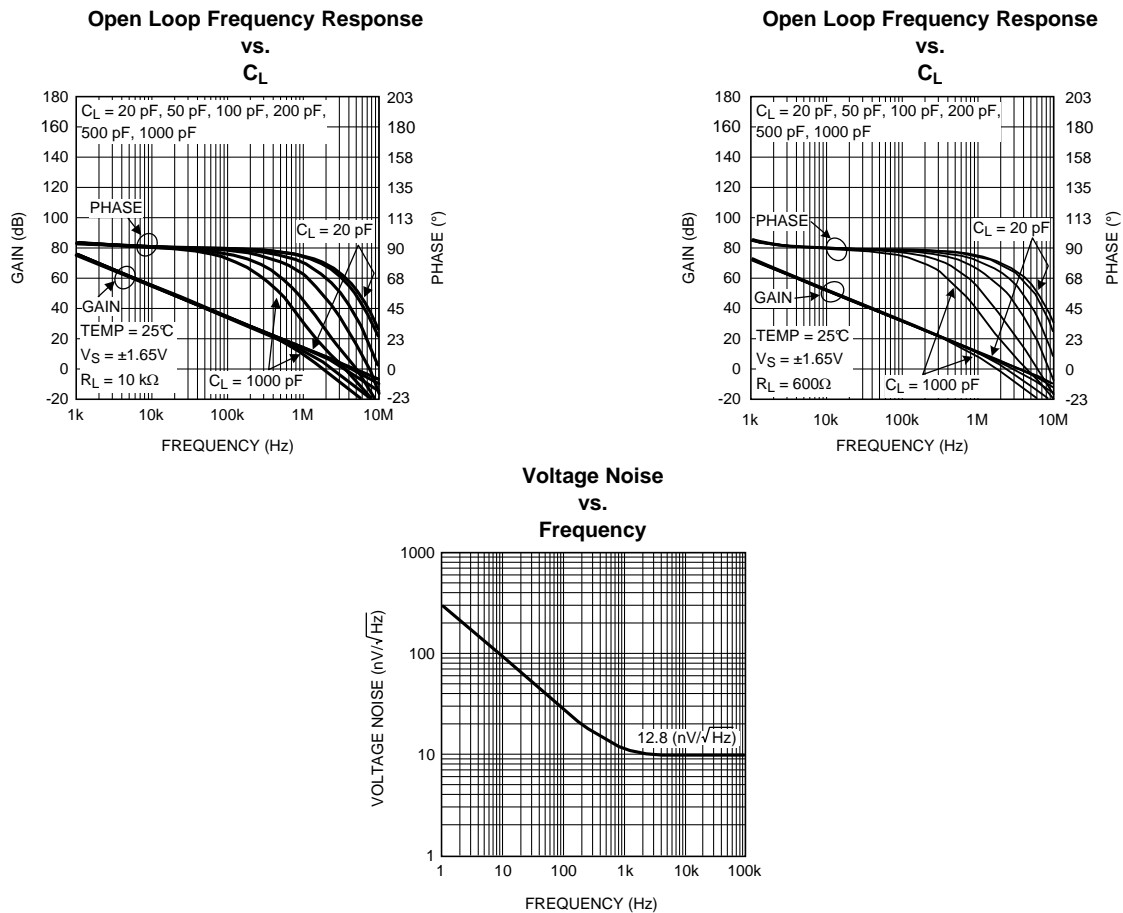 Open Loop Frequency Response
vs.
CL
180
160
140
120
100
80
60
40
20
0
-20
GAIN (dB)
203
180
158
135
113
90
68
45
23
0
-23
PHASE (°)
CL = 20 pF, 50 pF, 100 pF, 200 pF,
500 pF, 1000 pF
PHASE
CL = 20 pF
GAIN
TEMP = 25°C
VS = ±1.65V
RL = 10 kΩ
CL = 1000 pF
1k 10k 100k 1M 10M
FREQUENCY (Hz)
Open Loop Frequency Response
vs.
CL
180
160
140
120
100
80
60
40
20
0
-20
GAIN (dB)
203
180
158
135
113
90
68
45
23
0
-23
PHASE (°)
CL = 20 pF, 50 pF, 100 pF, 200 pF,
500 pF, 1000 pF
PHASE
CL = 20 pF
GAIN
TEMP = 25°C
VS = ±1.65V
RL = 600Ω
CL = 1000 pF
1k 10k 100k 1M 10M
FREQUENCY (Hz)
Voltage Noise
vs.
Frequency
1000
100
10
1
VOLTAGE NOISE (nV/√Hz)
12.8 (nV/√Hz)
1 10 100 1k 10k 100k
FREQUENCY (Hz)